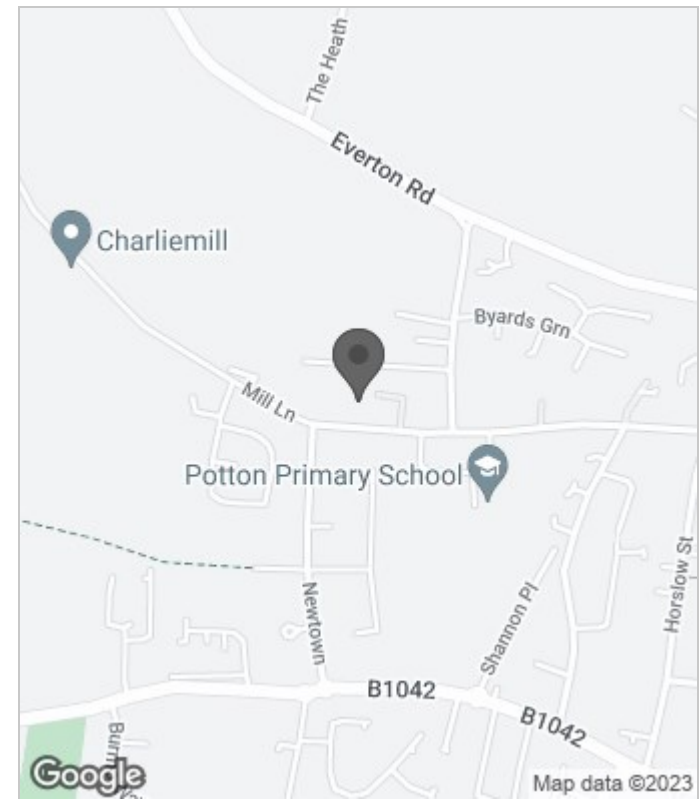 The Heath
Everton Rd
Charliemill
Byards Grn
Mill Ln
Potton Primary School
Horslow St
Newtown
Shannon Pl
B1042
B1042
Google
Map data ©2023